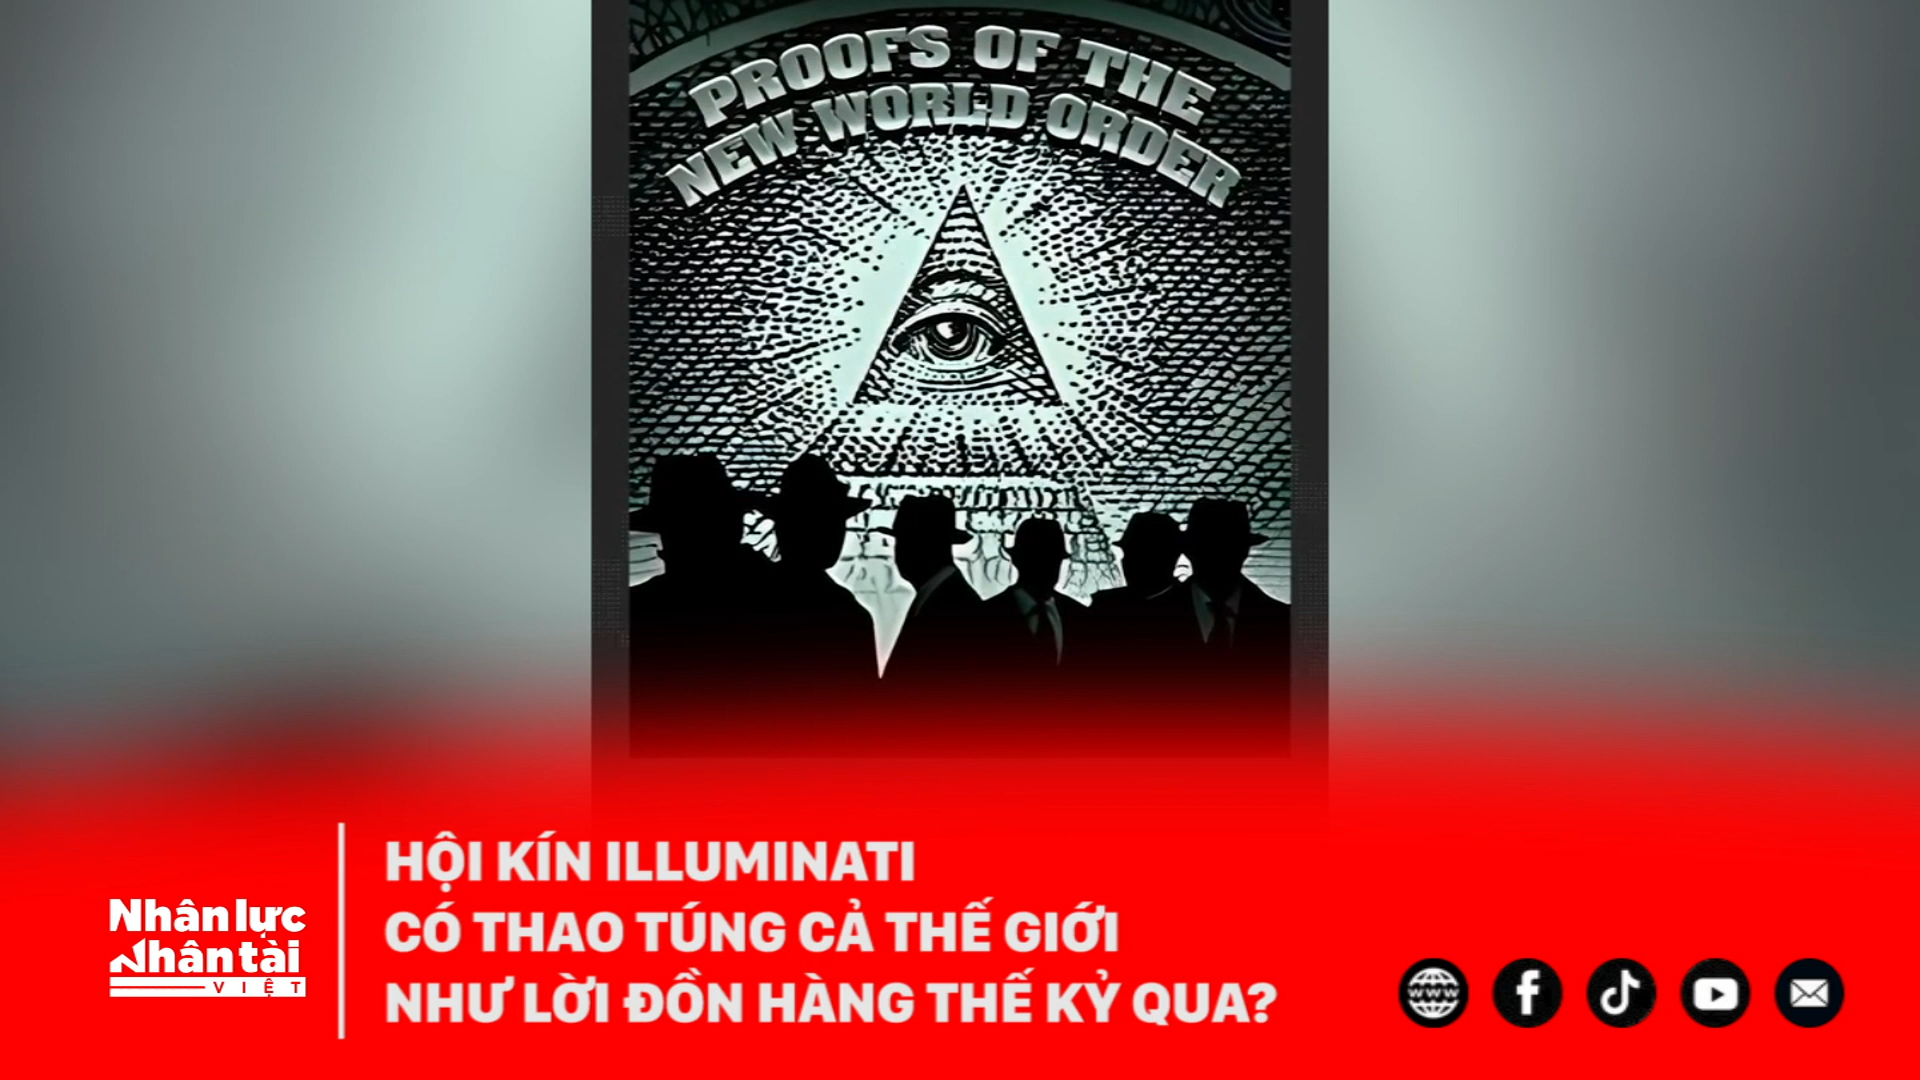 PROOFS OF THE
NEW WORLD ORDER
Nhân lực
Nhân tài
VIỆT
HỘI KÍN ILLUMINATI
CÓ THAO TÚNG CẢ THẾ GIỚI
NHƯ LỜI ĐỒN HÀNG THẾ KỶ QUA?
WWW